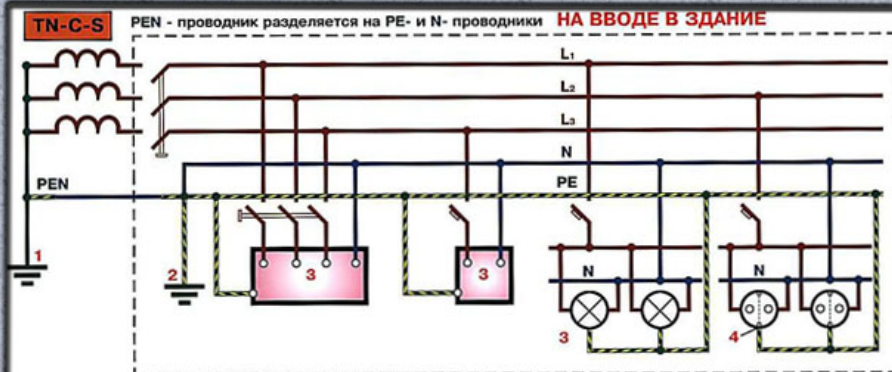 TN-C-S PEN - проводник разделяется на PE- и N- проводники НА ВВОДЕ В ЗДАНИЕ
L1
L2
L3
N
PEN
PE
1
2
3
3
N
N
3
4